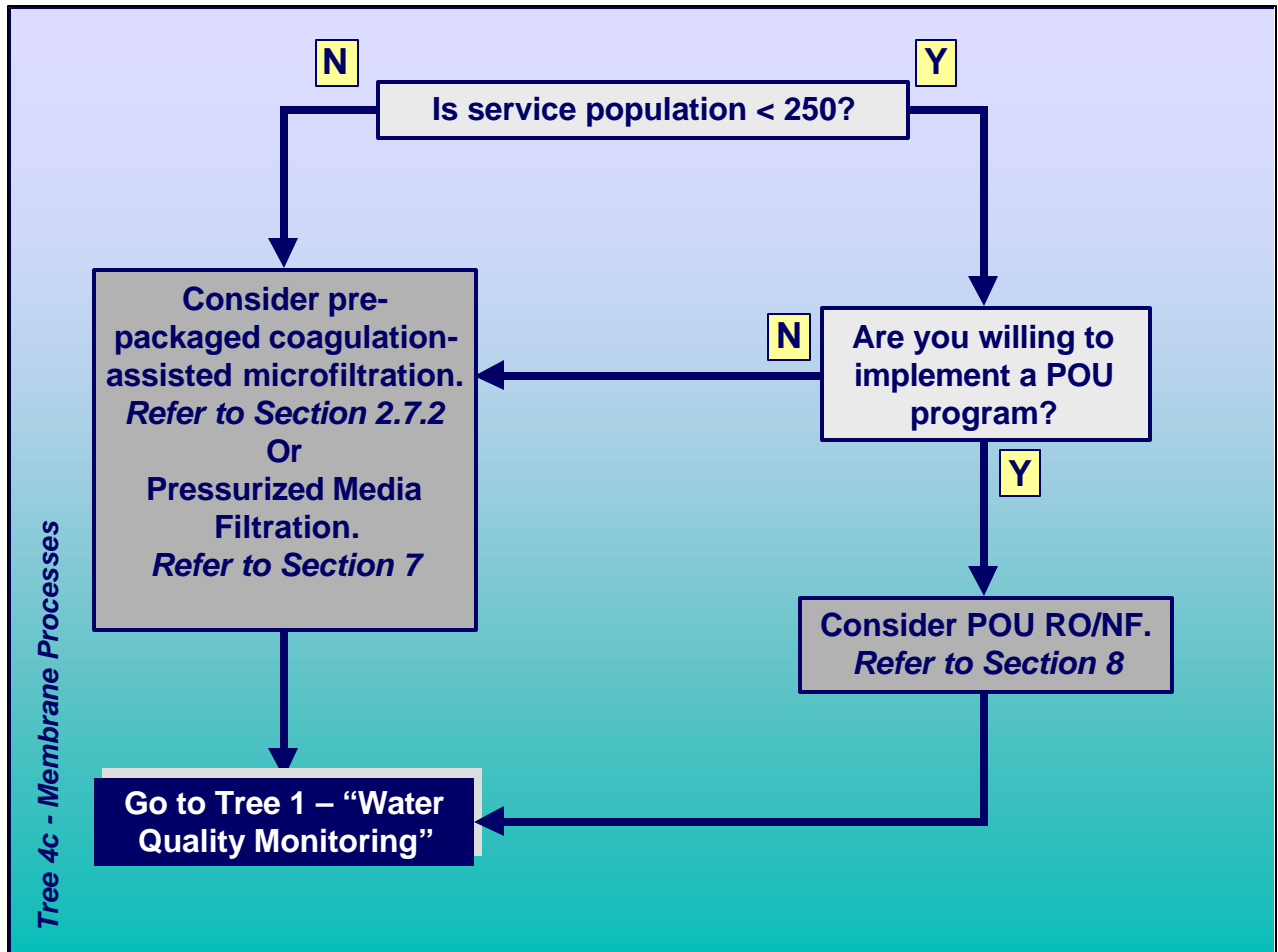 N
Y
Is service population < 250?
Consider pre-
packaged coagulation-
assisted microfiltration.
Refer to Section 2.7.2
Or
Pressurized Media
Filtration.
Refer to Section 7
N
Are you willing to
implement a POU
program?
Y
Consider POU RO/NF.
Refer to Section 8
Go to Tree 1 – “Water
Quality Monitoring”
Tree 4c - Membrane Processes